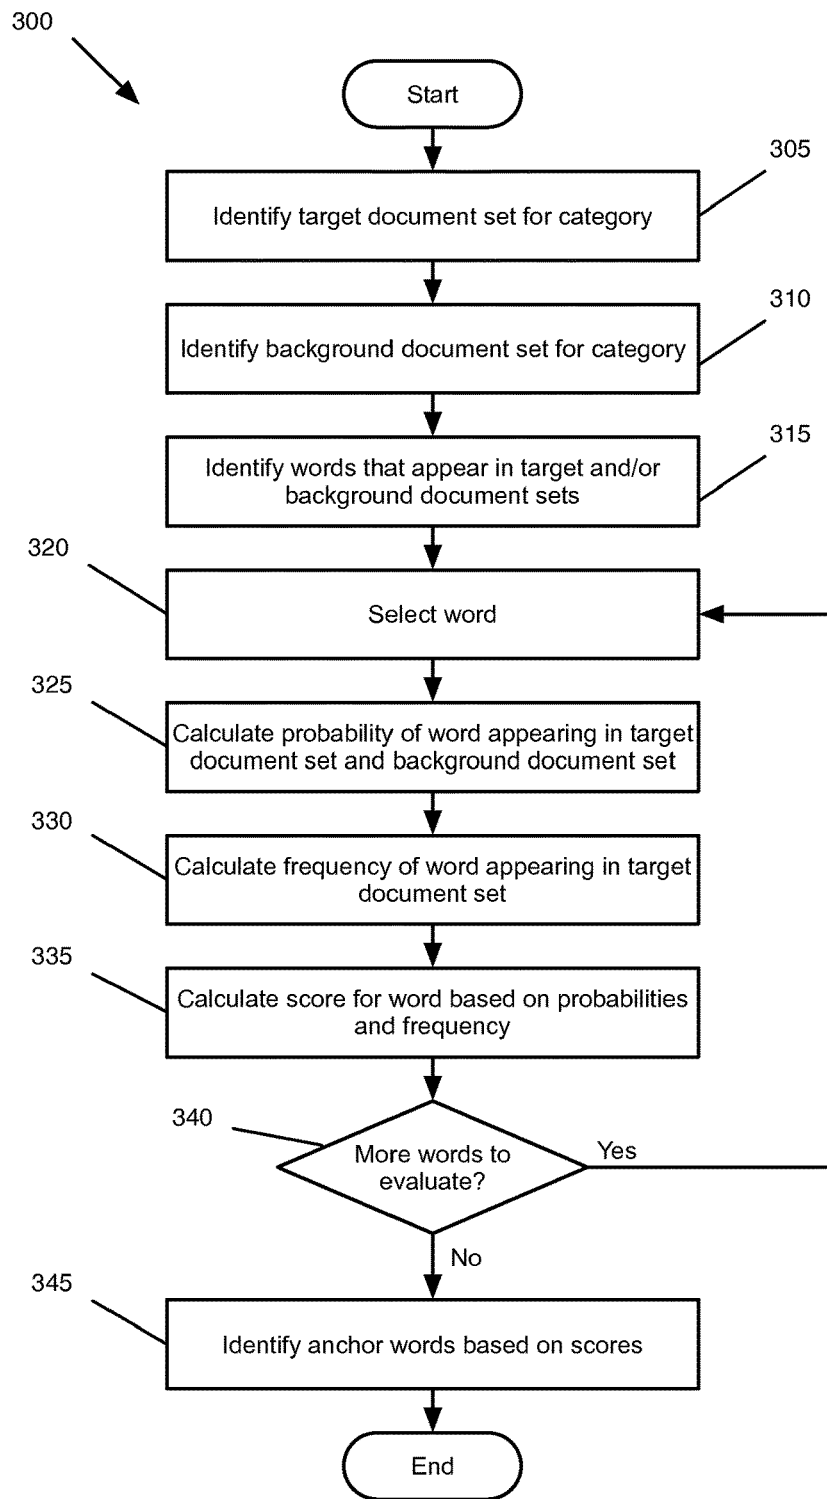 300
Start
305
Identify target document set for category
310
Identify background document set for category
315
Identify words that appear in target and/or
background document sets
320
Select word
325
Calculate probability of word appearing in target
document set and background document set
330
Calculate frequency of word appearing in target
document set
335
Calculate score for word based on probabilities
and frequency
340
More words to
evaluate?
Yes
No
345
Identify anchor words based on scores
End